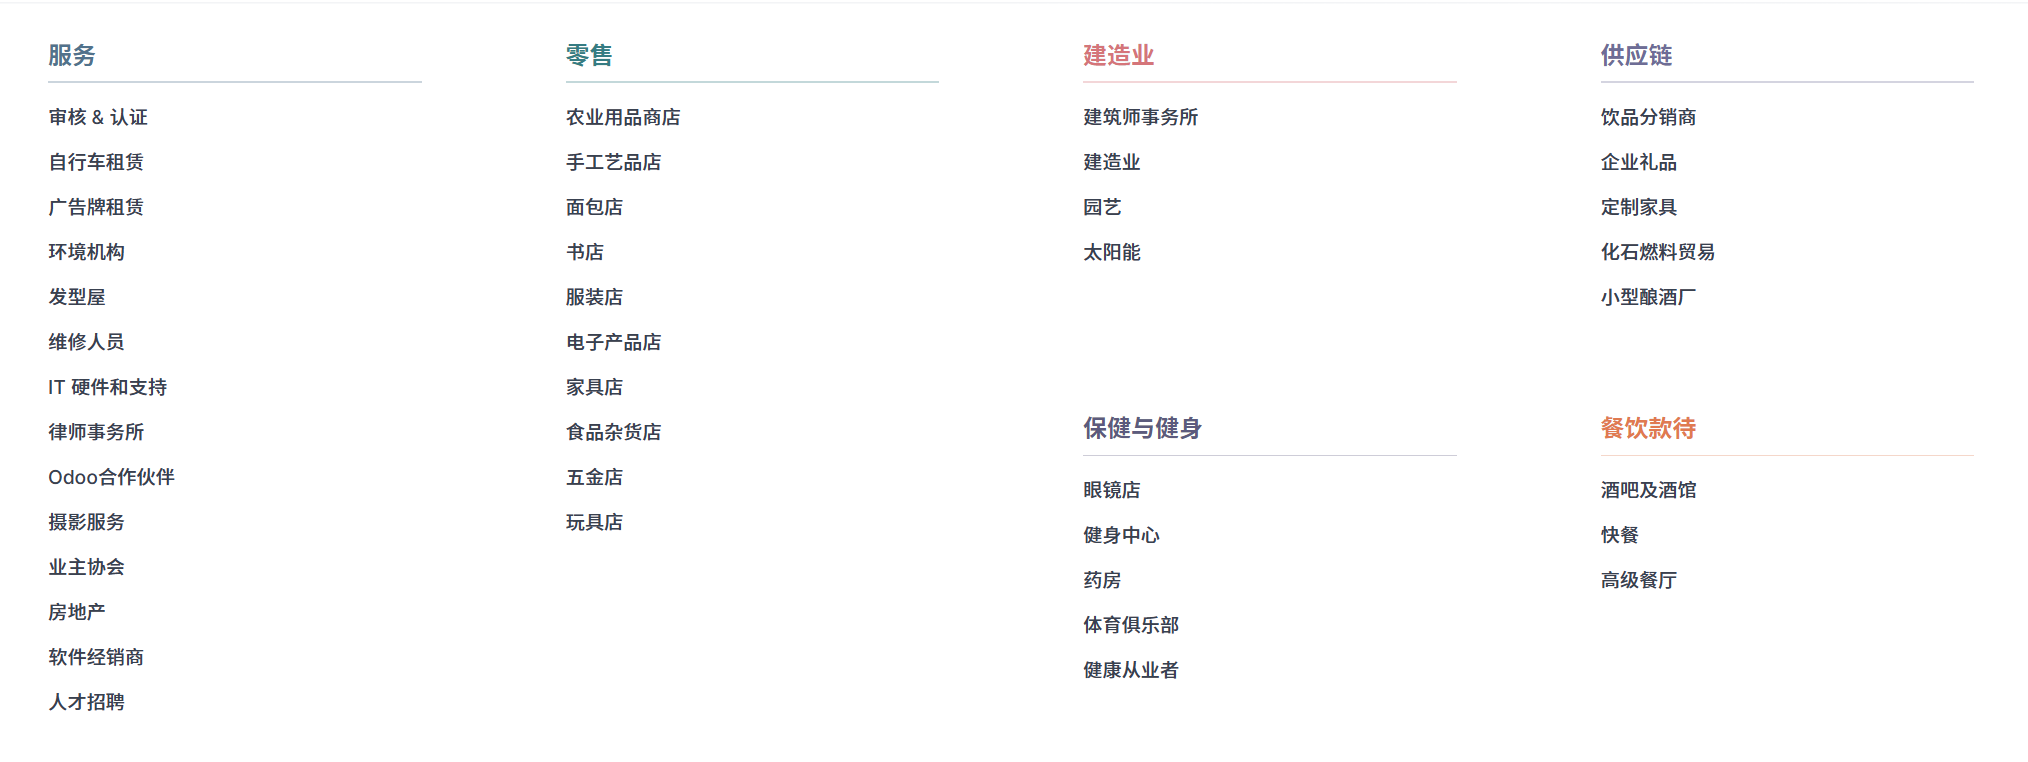 服务
审核 & 认证
自行车租赁
广告牌租赁
环境机构
发型屋
维修人员
IT 硬件和支持
律师事务所
Odoo合作伙伴
摄影服务
业主协会
房地产
软件经销商
人才招聘
零售
农业用品商店
手工艺品店
面包店
书店
服装店
电子产品店
家具店
食品杂货店
五金店
玩具店
建造业
建筑师事务所
建造业
园艺
太阳能
保健与健身
眼镜店
健身中心
药房
体育俱乐部
健康从业者
供应链
饮品分销商
企业礼品
定制家具
化石燃料贸易
小型酿酒厂
餐饮款待
酒吧及酒馆
快餐
高级餐厅